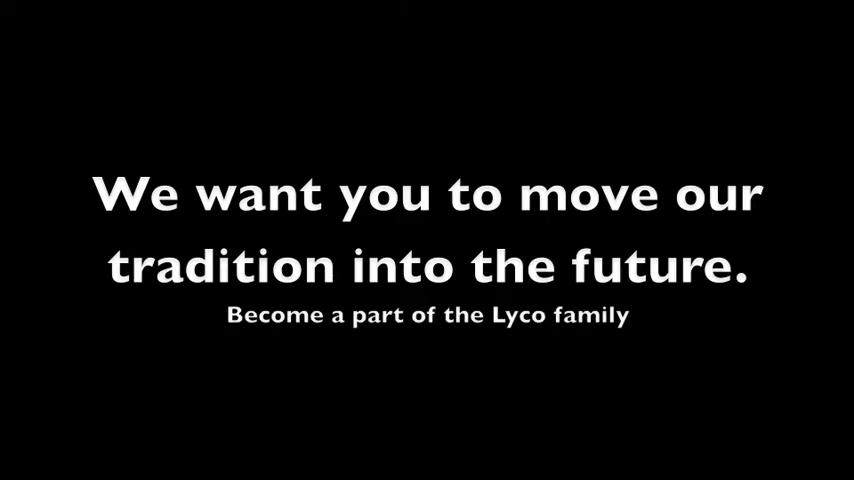 We want you to move our
tradition into the future.
Become a part of the Lyco family